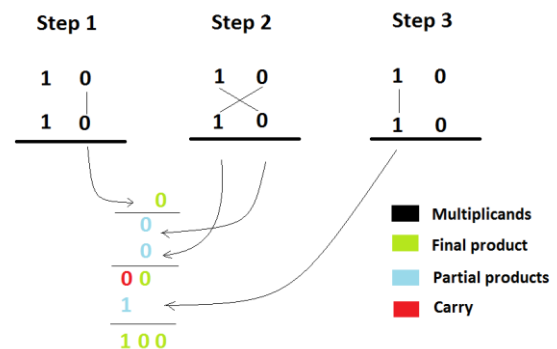 Step 1 Step 2 Step 3
1 0 1 0 1 0
1 0 1 0 1 0
0
0
0
0 0
1
1 0 0
Multiplicands
Final product
Partial products
Carry